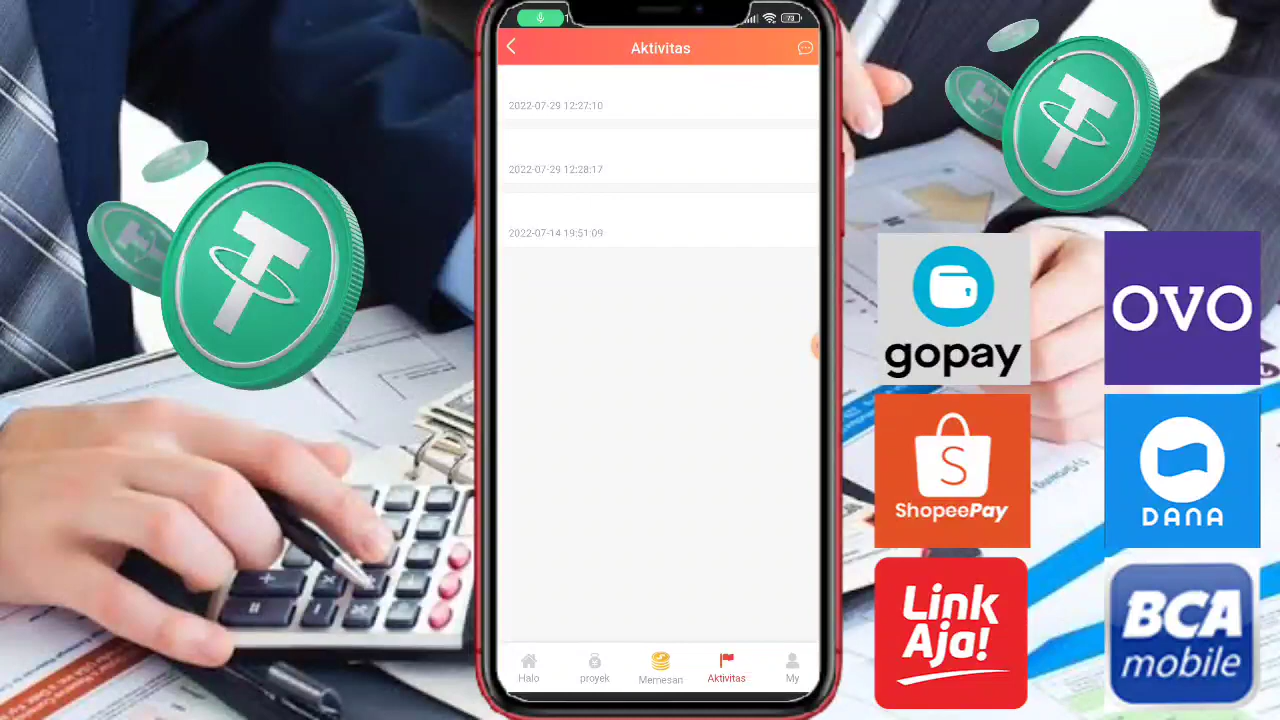 73
Aktivitas
2022-07-29 12:27:10
2022-07-29 12:28:17
2022-07-14 19:51:09
Halo
proyek
Memesan
Aktivitas
My
gopay
OVO
ShopeePay
DANA
Link
Aja!
BCA
mobile